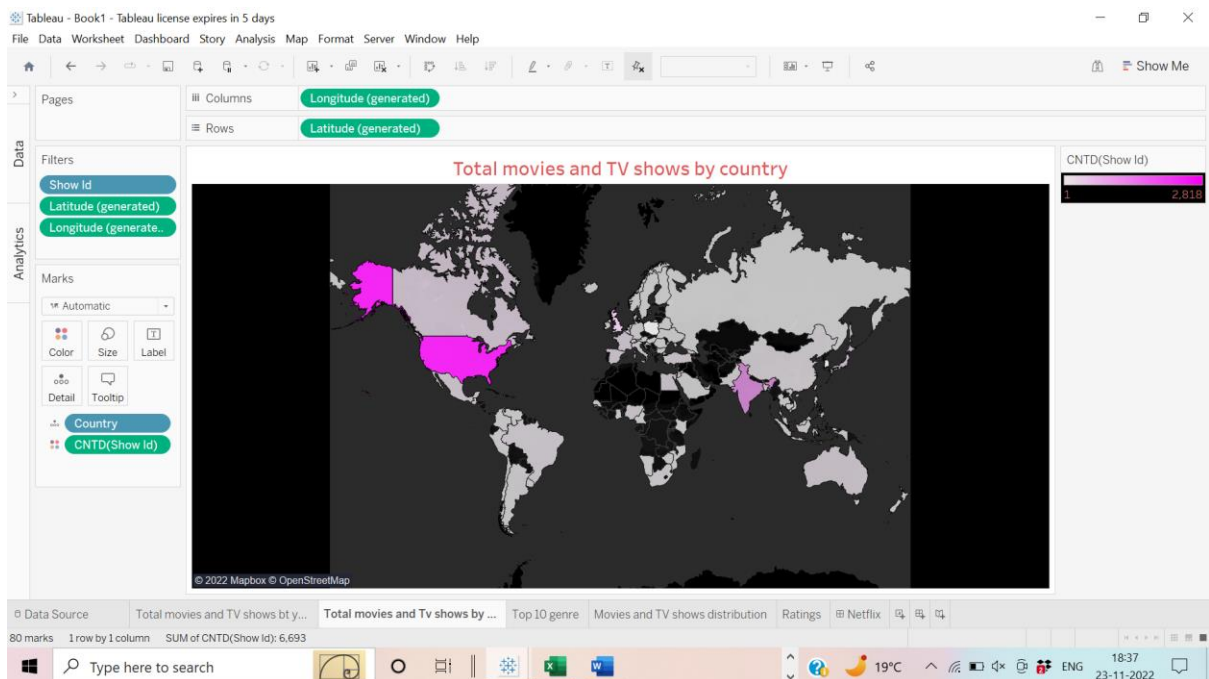 Tableau - Book1 - Tableau license expires in 5 days
File Data Worksheet Dashboard Story Analysis Map Format Server Window Help
Show Me
Pages
Columns Longitude (generated)
Rows Latitude (generated)
Data
Analytics
Filters
Show Id
Latitude (generated)
Longitude (generate..
Marks
Automatic
Color Size Label
Detail Tooltip
Country
CNTD(Show Id)
Total movies and TV shows by country
© 2022 Mapbox © OpenStreetMap
CNTD(Show Id)
1 2,818
Data Source Total movies and TV shows bt y... Total movies and Tv shows by ... Top 10 genre Movies and TV shows distribution Ratings Netflix
80 marks 1 row by 1 column SUM of CNTD(Show Id): 6,693
Type here to search 19°C ENG 18:37
23-11-2022